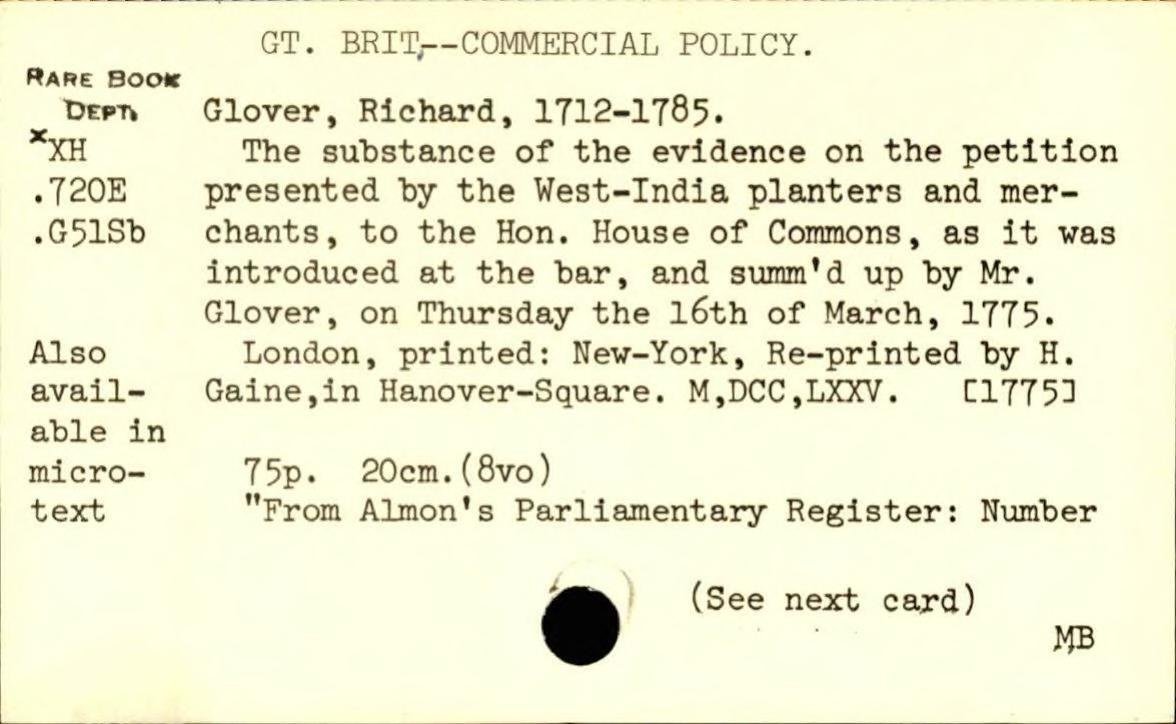 GT. BRIT.--COMMERCIAL POLICY.
RARE BOOK
DEPT.
Glover, Richard, 1712-1785.
xXH
The substance of the evidence on the petition
.720E
presented by the West-India planters and mer-
.G51Sb
chants, to the Hon. House of Commons, as it was
introduced at the bar, and summ'd up by Mr.
Glover, on Thursday the 16th of March, 1775.
Also
London, printed: New-York, Re-printed by H.
avail-
Gaine,in Hanover-Square. M,DCC,LXXV. [1775]
able in
micro-
75p. 20cm.(8vo)
text
"From Almon's Parliamentary Register: Number
(See next card)
MB